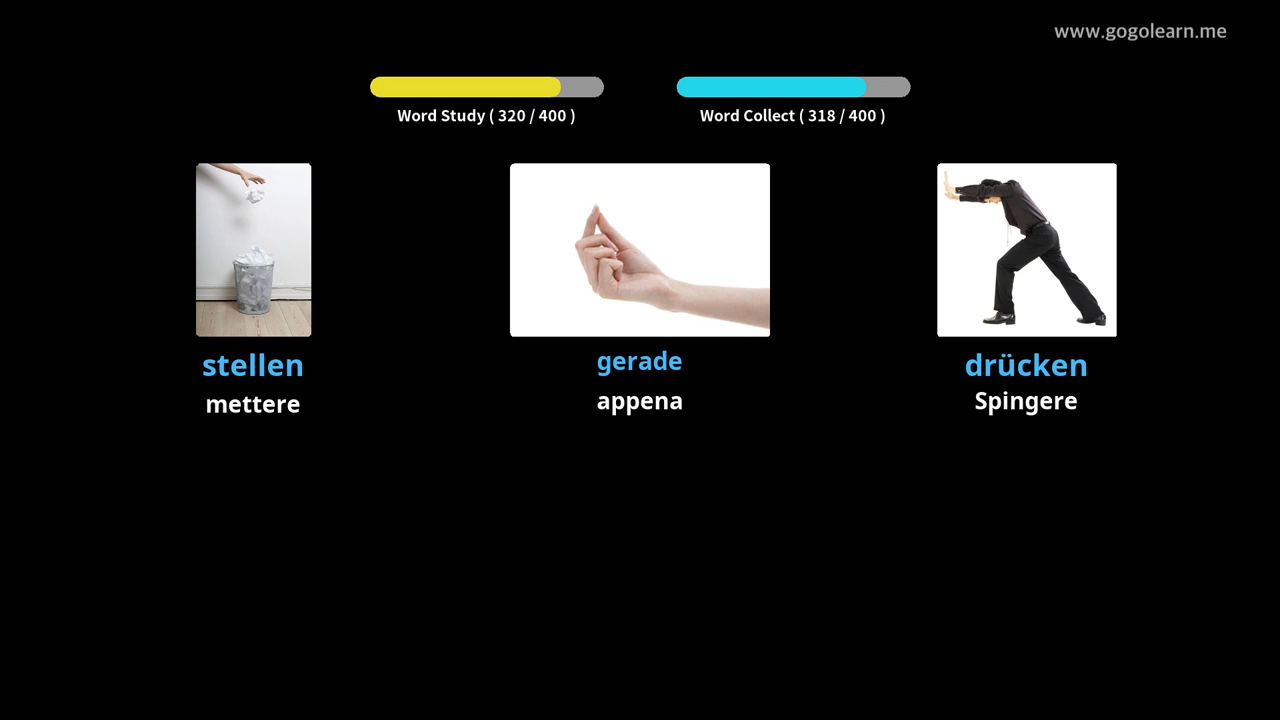 www.gogolearn.me
Word Study ( 320 / 400 )
Word Collect ( 318 / 400 )
stellen
mettere
gerade
appena
drücken
Spingere